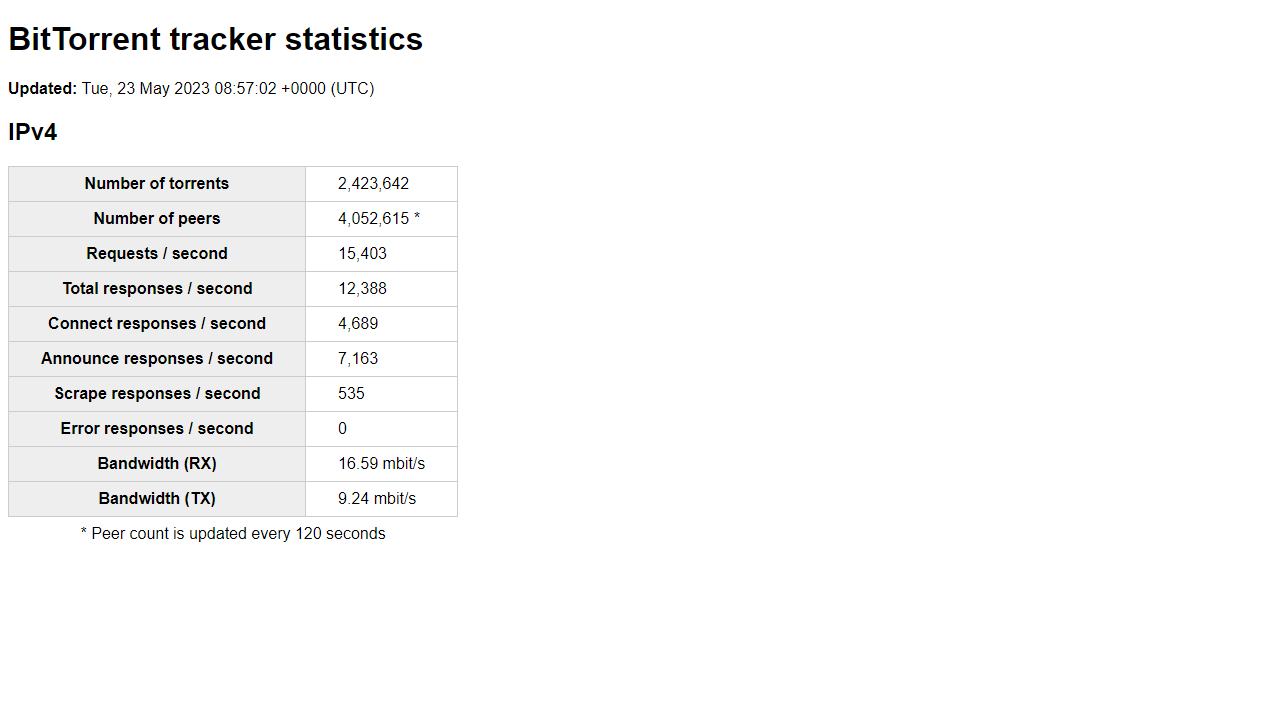 BitTorrent tracker statistics
Updated: Tue, 23 May 2023 08:57:02 +0000 (UTC)
IPv4
Number of torrents 2,423,642
Number of peers 4,052,615 *
Requests / second 15,403
Total responses / second 12,388
Connect responses / second 4,689
Announce responses / second 7,163
Scrape responses / second 535
Error responses / second 0
Bandwidth (RX) 16.59 mbit/s
Bandwidth (TX) 9.24 mbit/s
* Peer count is updated every 120 seconds